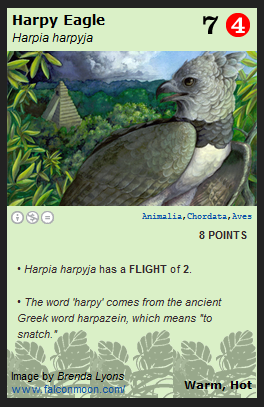 Harpy Eagle 7 4
Harpia harpyja
Animalia,Chordata,Aves
8 POINTS
• Harpia harpyja has a FLIGHT of 2.
• The word 'harpy' comes from the ancient
Greek word harpazein, which means "to
snatch."
Image by Brenda Lyons
www.falconmoon.com/
Warm, Hot